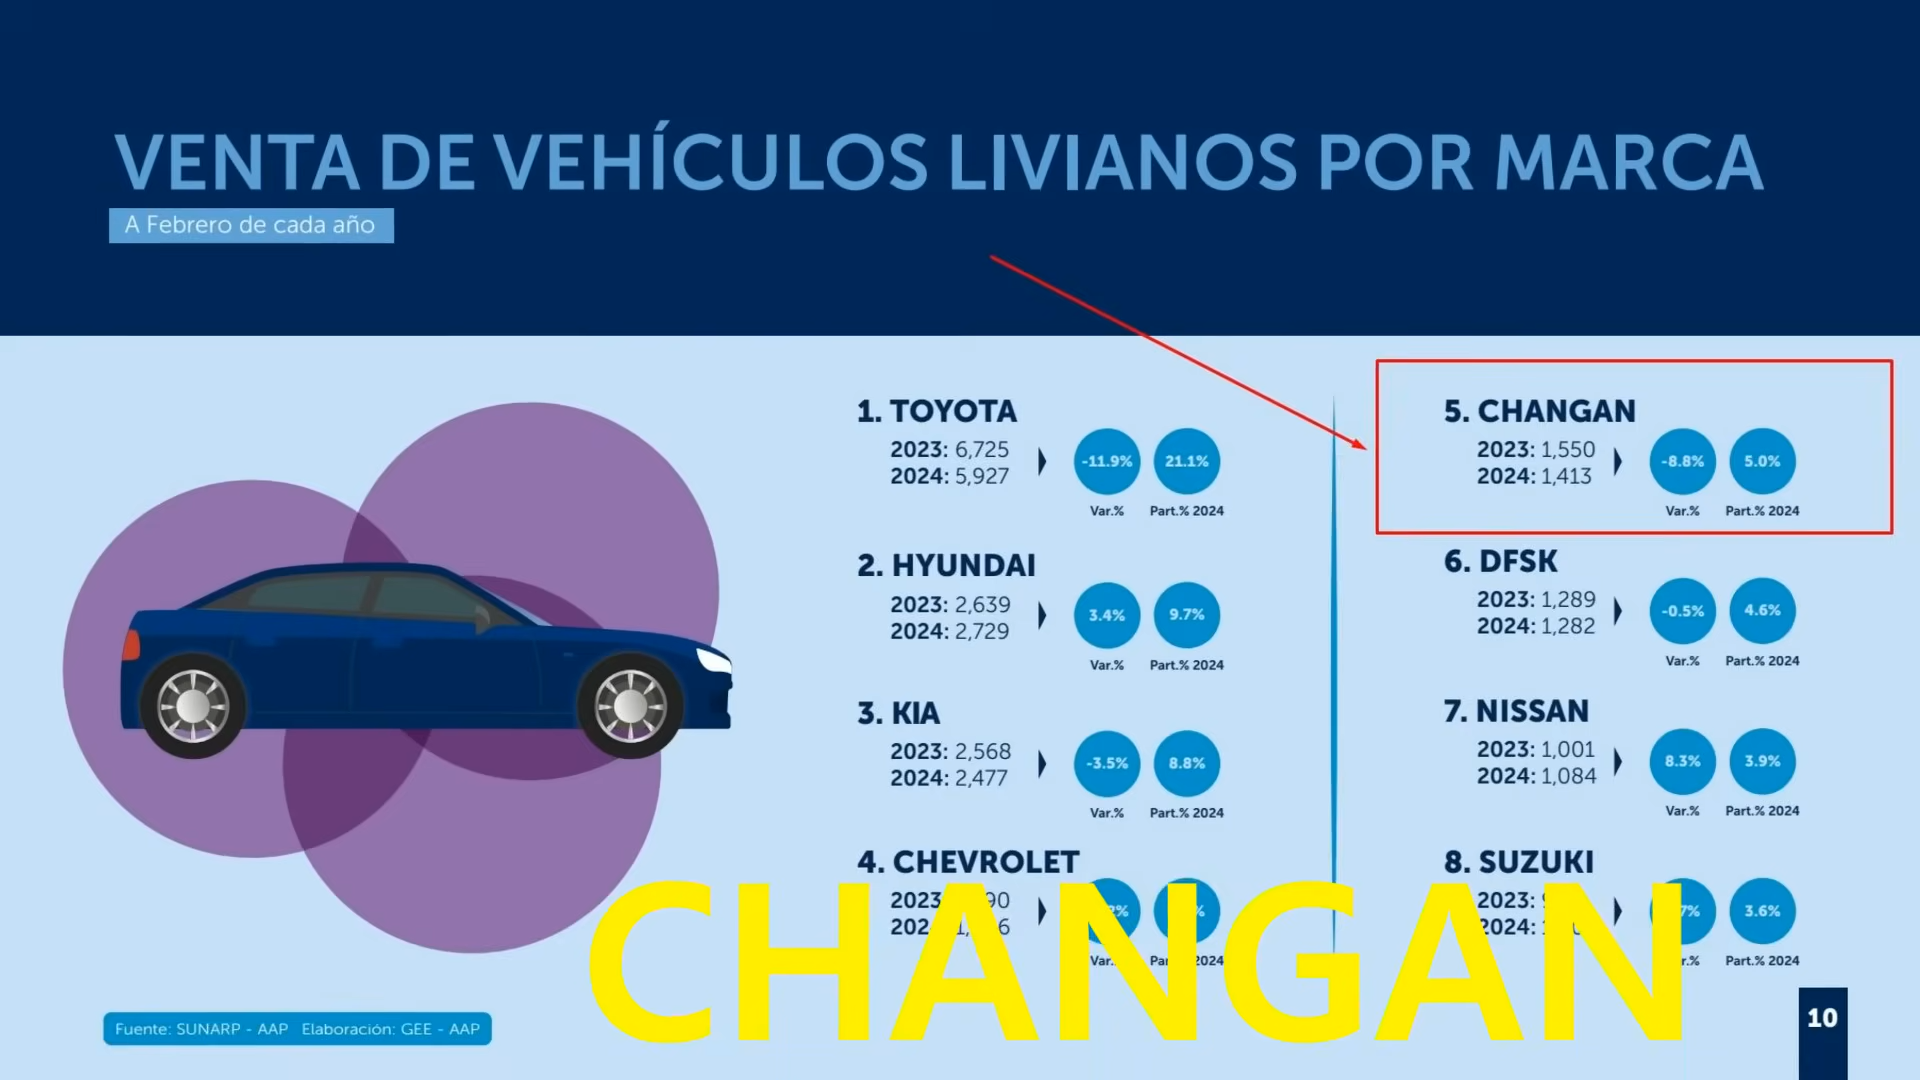 VENTA DE VEHÍCULOS LIVIANOS POR MARCA
A Febrero de cada año
1. TOYOTA
2023: 6,725
2024: 5,927
-11.9%
21.1%
Var.%
Part.% 2024
2. HYUNDAI
2023: 2,639
2024: 2,729
3.4%
9.7%
Var.%
Part.% 2024
3. KIA
2023: 2,568
2024: 2,477
-3.5%
8.8%
Var.%
Part.% 2024
4. CHEVROLET
5. CHANGAN
2023: 1,550
2024: 1,413
-8.8%
5.0%
Var.%
Part.% 2024
6. DFSK
2023: 1,289
2024: 1,282
-0.5%
4.6%
Var.%
Part.% 2024
7. NISSAN
2023: 1,001
2024: 1,084
8.3%
3.9%
Var.%
Part.% 2024
8. SUZUKI
2023:
2024:
3.6%
Part.% 2024
CHANGAN
Fuente: SUNARP - AAP Elaboración: GEE - AAP
10